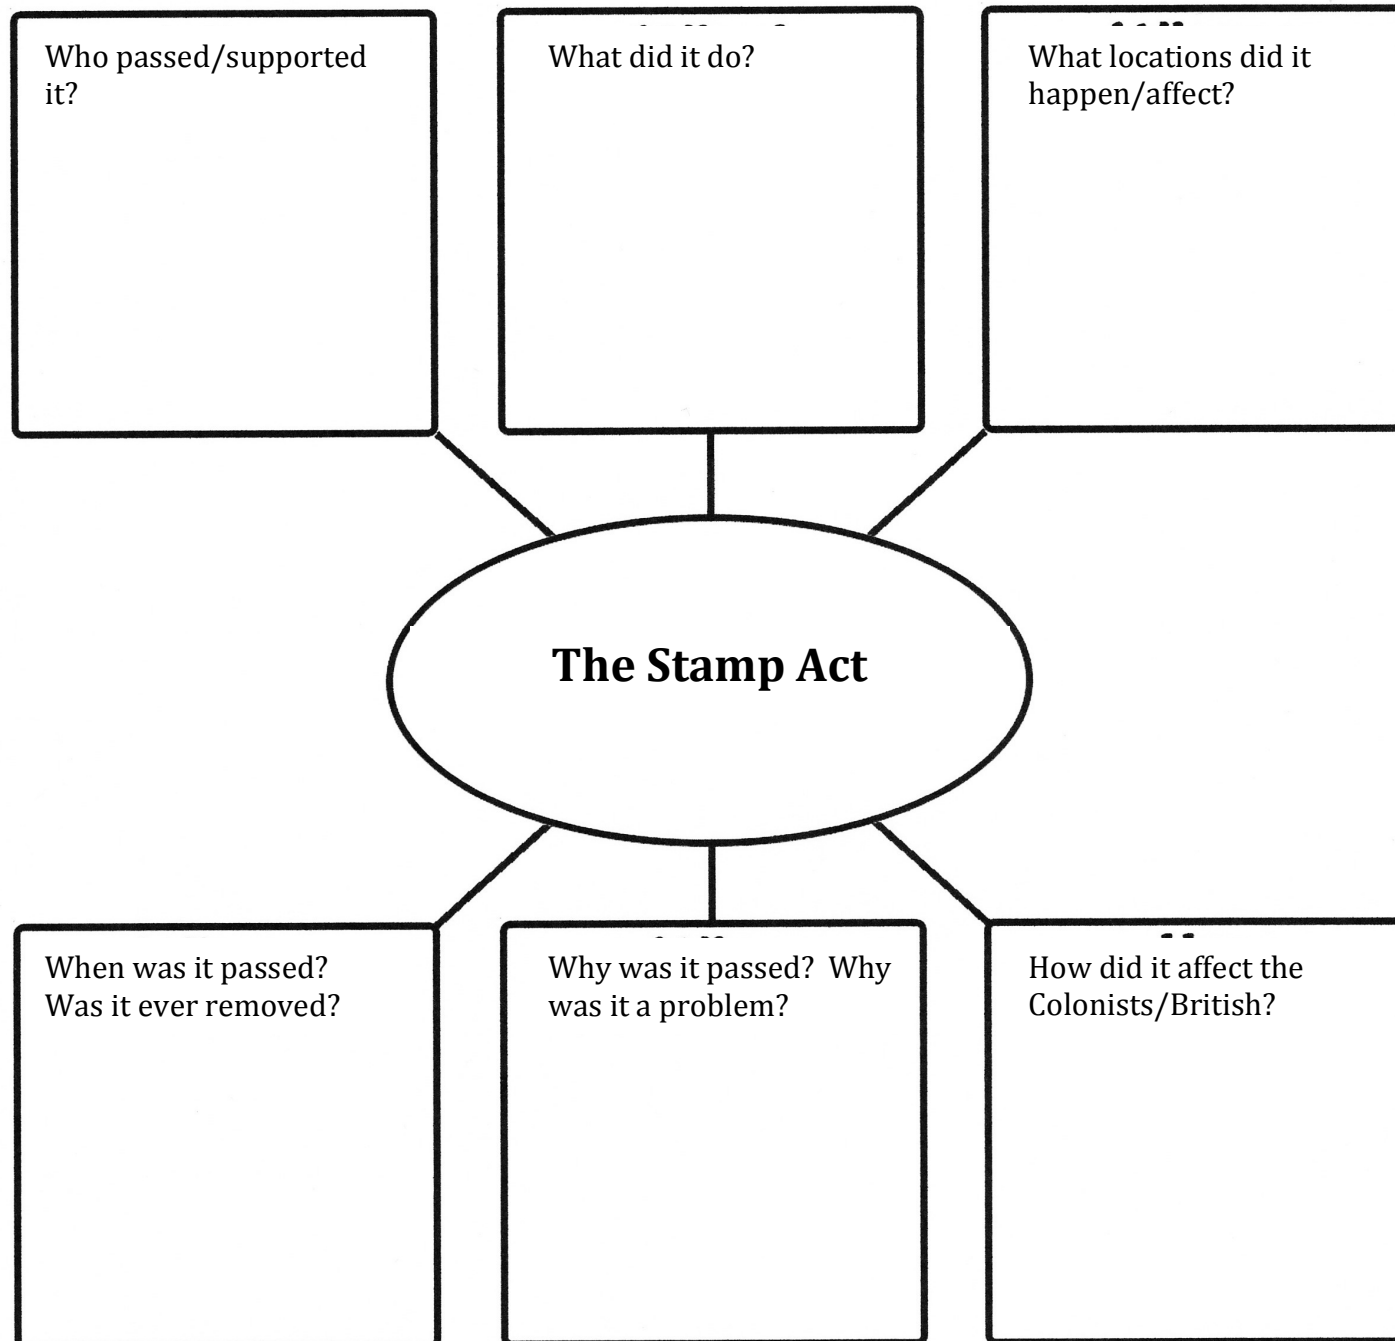 Who passed/supported
it?
What did it do?
What locations did it
happen/affect?
The Stamp Act
When was it passed?
Was it ever removed?
Why was it passed?  Why
was it a problem?
How did it affect the
Colonists/British?